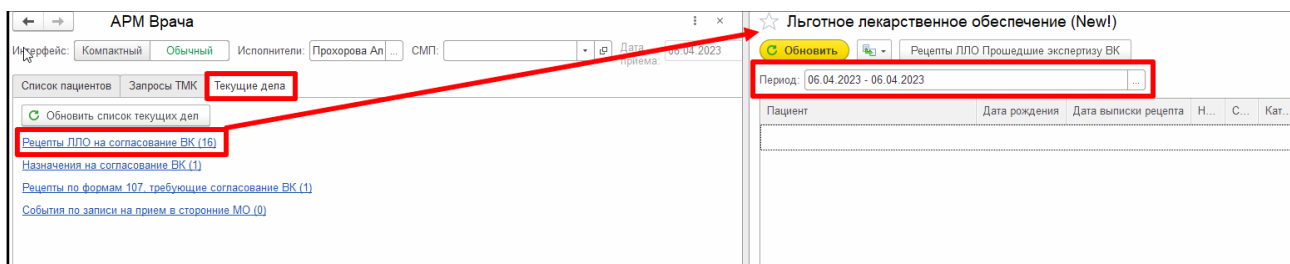 АРМ Врача
Интерфейс: Компактный Обычный Исполнители: Прохорова Ал ... СМП: Дата приема: 06.04.2023
Список пациентов Запросы ТМК Текущие дела
Обновить список текущих дел
Рецепты ЛЛО на согласование ВК (16)
Назначения на согласование ВК (1)
Рецепты по формам 107, требующие согласование ВК (1)
События по записи на прием в сторонние МО (0)
Льготное лекарственное обеспечение (New!)
Обновить Рецепты ЛЛО Прошедшие экспертизу ВК
Период: 06.04.2023 - 06.04.2023 ...
Пациент Дата рождения Дата выписки рецепта Н... С... Кат...